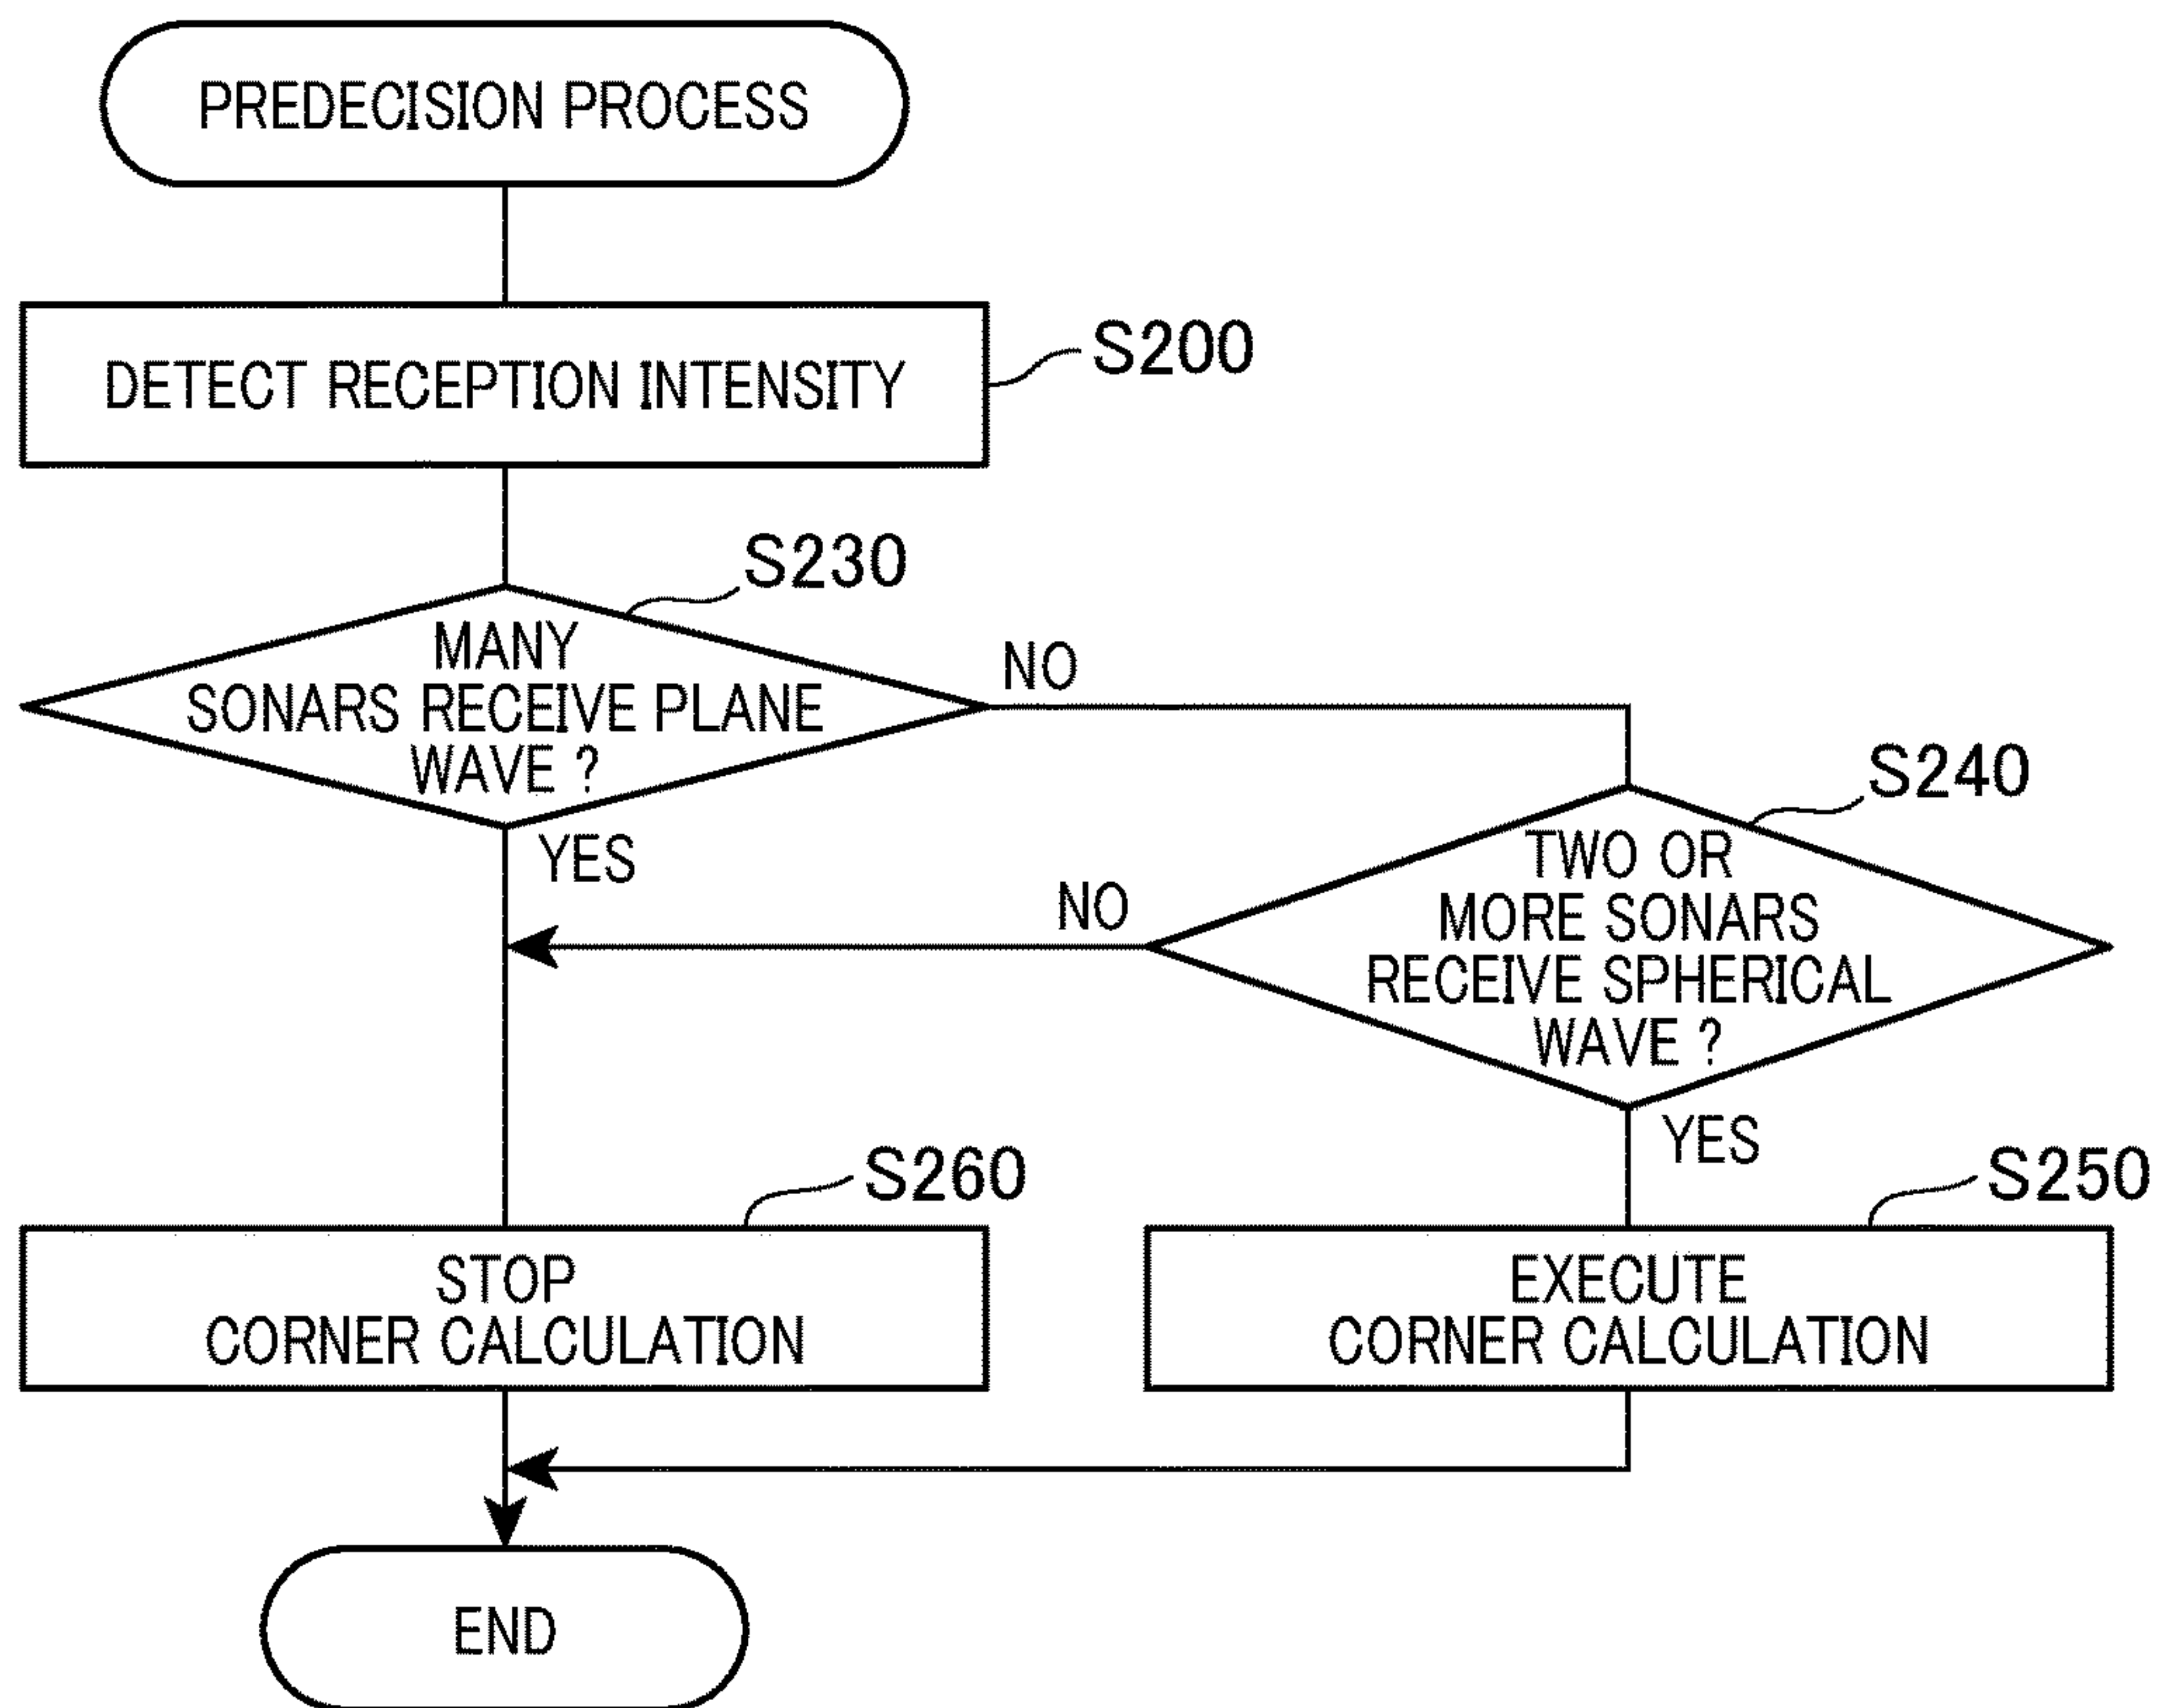 PREDECISION PROCESS
DETECT RECEPTION INTENSITY
S200
S230
MANY
SONARS RECEIVE PLANE
WAVE ?
NO
YES
S240
TWO OR
MORE SONARS
RECEIVE SPHERICAL
WAVE ?
NO
YES
S260
STOP
CORNER CALCULATION
S250
EXECUTE
CORNER CALCULATION
END